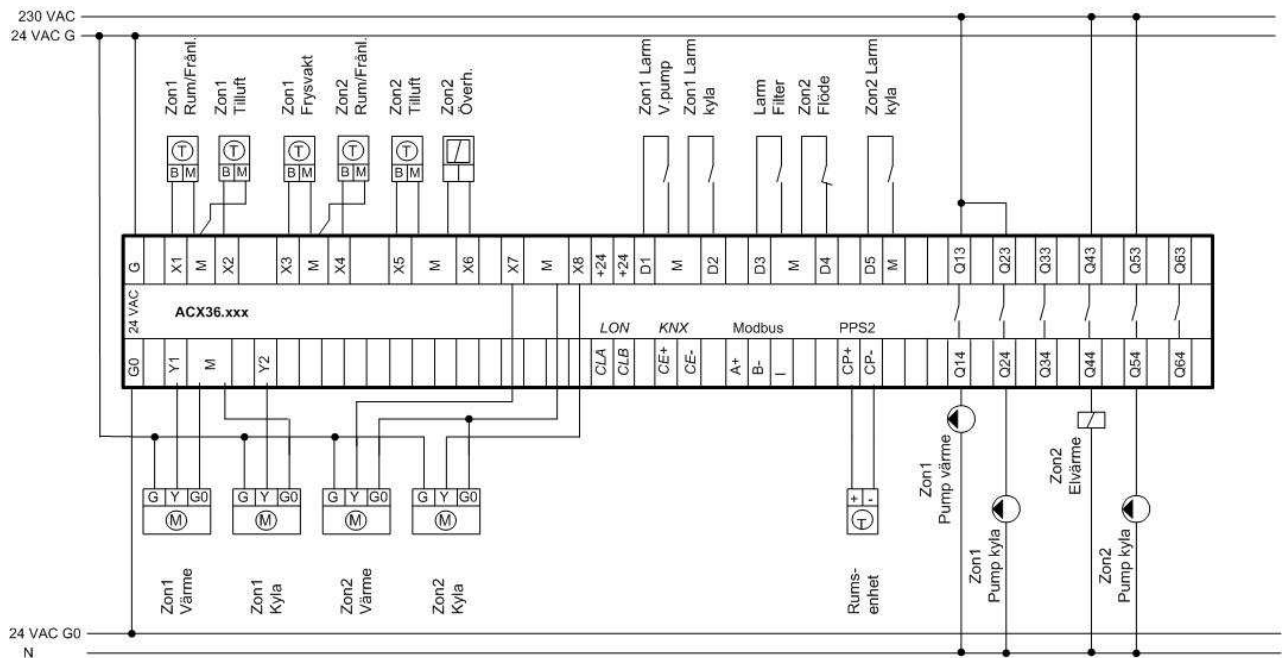 230 VAC
24 VAC G
Zon1
Rum/Frånl.
Zon1
Tilluft
Zon1
Frysvakt
Zon2
Rum/Frånl.
Zon2
Tilluft
Zon2
Överh.
Zon1 Larm
V.pump
Zon1 Larm
kyla
Larm
Filter
Zon2
Flöde
Zon2 Larm
kyla
T T T T T
B M B M B M B M B M
G X1 M X2 X3 M X4 X5 M X6 X7 M X8 +24 +24 D1 M D2 D3 M D4 D5 M Q13 Q23 Q33 Q43 Q53 Q63
24 VAC
ACX36.xxx
LON KNX Modbus PPS2
G0 Y1 M Y2 CLA CLB CE+ CE- A+ B- CP+ CP- Q14 Q24 Q34 Q44 Q54 Q64
G Y G0 G Y G0 G Y G0 G Y G0
M M M M
+ -
T
Zon1
Värme
Zon1
Kyla
Zon2
Värme
Zon2
Kyla
Rums-
enhet
Zon1
Pump värme
Zon1
Pump kyla
Zon2
Elvärme
Zon2
Pump kyla
24 VAC G0
N